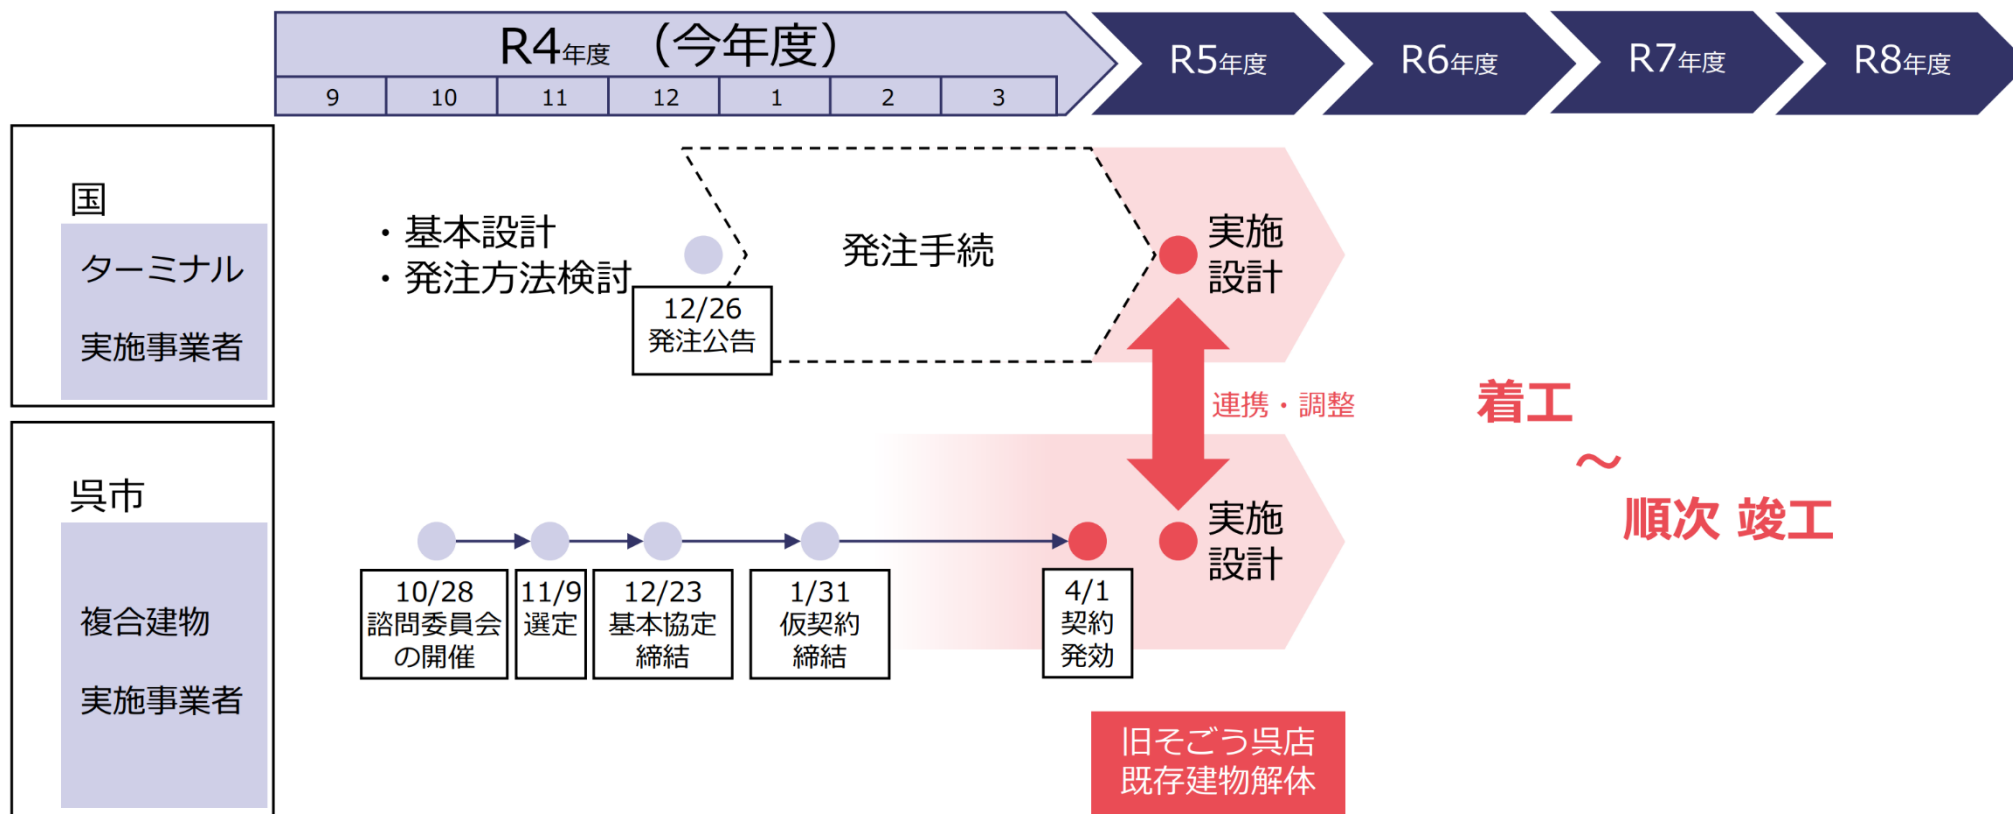 R4年度 (今年度)
9 10 11 12 1 2 3
R5年度
R6年度
R7年度
R8年度
国
ターミナル
実施事業者
・基本設計
・発注方法検討
12/26
発注公告
発注手続
実施
設計
連携・調整
着工
～
順次 竣工
呉市
複合建物
実施事業者
10/28
諮問委員会
の開催
11/9
選定
12/23
基本協定
締結
1/31
仮契約
締結
4/1
契約
発効
実施
設計
旧そごう呉店
既存建物解体